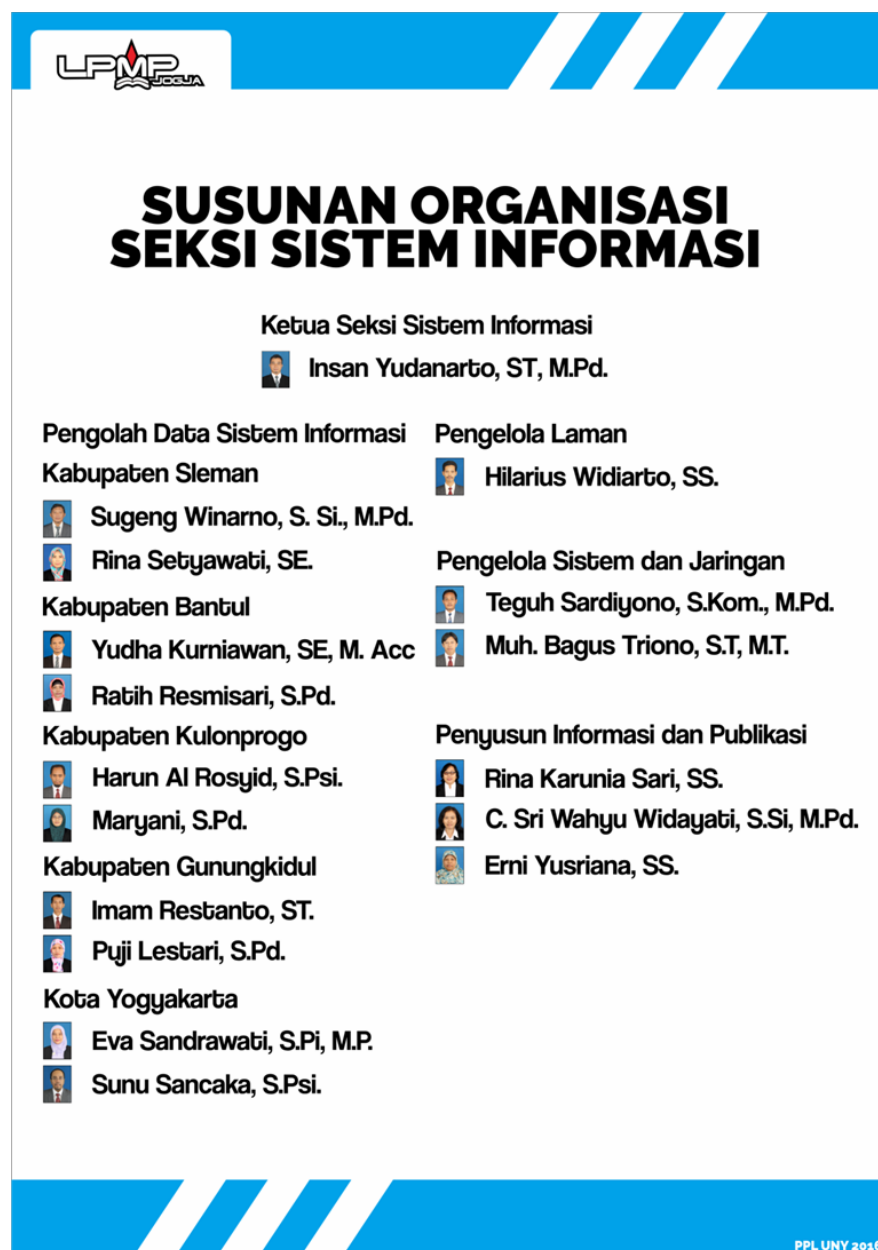 LPMP
JOGJA
SUSUNAN ORGANISASI
SEKSI SISTEM INFORMASI
Ketua Seksi Sistem Informasi
Insan Yudanarto, ST, M.Pd.
Pengolah Data Sistem Informasi
Kabupaten Sleman
Sugeng Winarno, S. Si., M.Pd.
Rina Setyawati, SE.
Kabupaten Bantul
Yudha Kurniawan, SE, M. Acc
Ratih Resmisari, S.Pd.
Kabupaten Kulonprogo
Harun Al Rosyid, S.Psi.
Maryani, S.Pd.
Kabupaten Gunungkidul
Imam Restanto, ST.
Puji Lestari, S.Pd.
Kota Yogyakarta
Eva Sandrawati, S.Pi, M.P.
Sunu Sancaka, S.Psi.
Pengelola Laman
Hilarius Widiarto, SS.
Pengelola Sistem dan Jaringan
Teguh Sardiyono, S.Kom., M.Pd.
Muh. Bagus Triono, S.T, M.T.
Penyusun Informasi dan Publikasi
Rina Karunia Sari, SS.
C. Sri Wahyu Widayati, S.Si, M.Pd.
Erni Yusriana, SS.
PPL UNY 2016